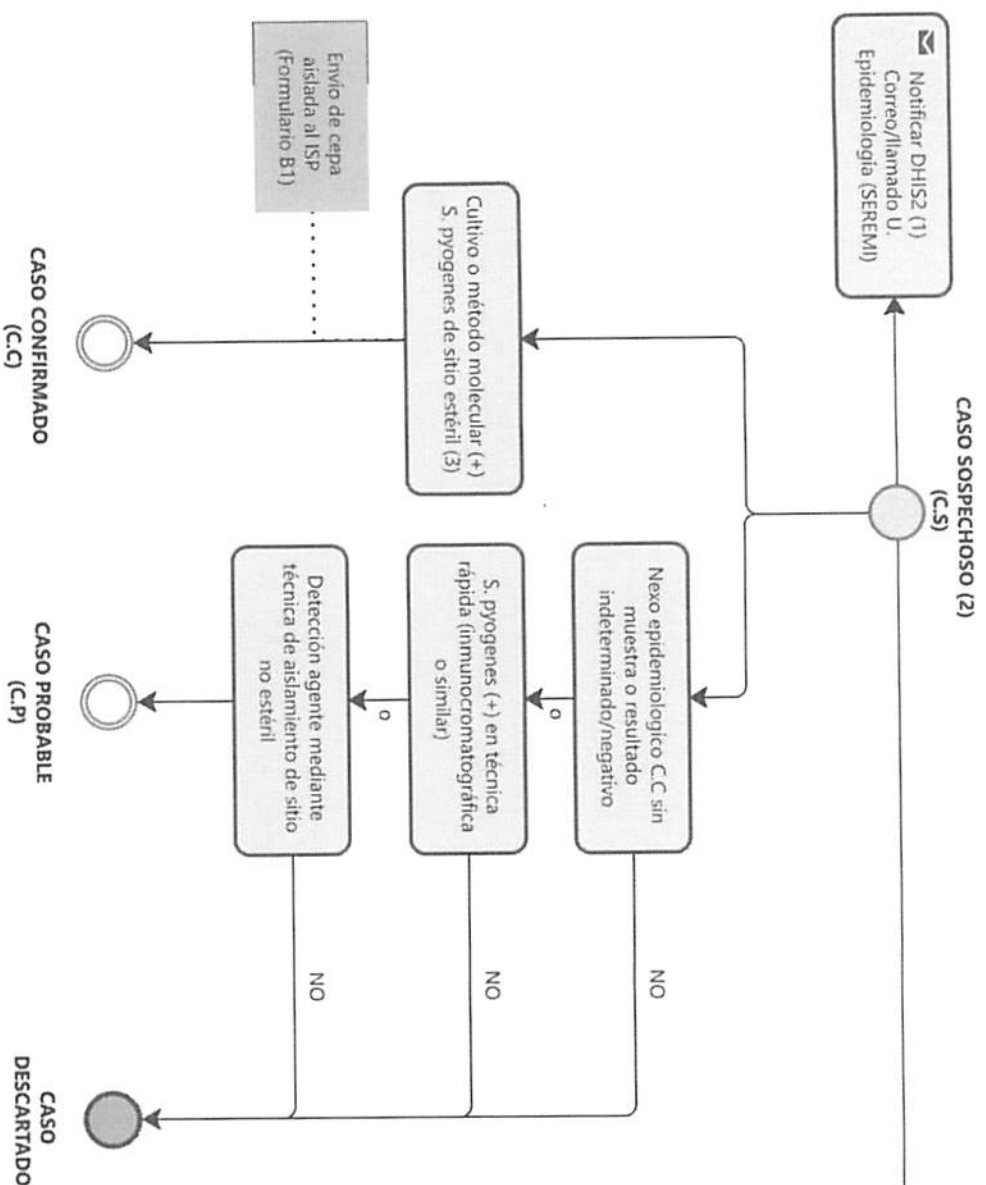 CASO SOSPECHOSO (2)
(C.S)
Notificar DHIS2 (1)
Correo/llamado U.
Epidemiología (SEREMI)
Nexo epidemiologico C.C sin
muestra o resultado
indeterminado/negativo
NO
o
Cultivo o método molecular (+)
S. pyogenes de sitio estéril (3)
S. pyogenes (+) en técnica
rápida (inmunocromatográfica
o similar)
NO
o
Envío de cepa
aislada al ISP
(Formulario B1)
Detección agente mediante
técnica de aislamiento de sitio
no estéril
NO
CASO CONFIRMADO
(C.C)
CASO PROBABLE
(C.P)
CASO
DESCARTADO